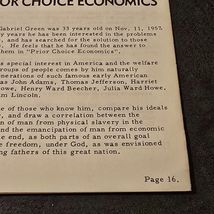 OR CHOICE ECONOMICS
Gabriel Green was 33 years old on Nov. 11, 1957.
y years he has been interested in the problems
, and has searched for the solution to those
. He feels that he has found the answer to
hem in "Prior Choice Economics".
s special interest in America and the welfare
roups of people comes by him naturally
enerations of such famous early American
as John Adams, Thomas Jefferson, Harriet
owe, Henry Ward Beecher, Julia Ward Howe,
am Lincoln.
e of those who know him, compare his ideals
, and draw a correlation between the
n of man from physical slavery in the
nd the emancipation of man from economic
e end, as both parts of an overall goal
e freedom, under God, as was envisioned
ng fathers of this great nation.
Page 16.